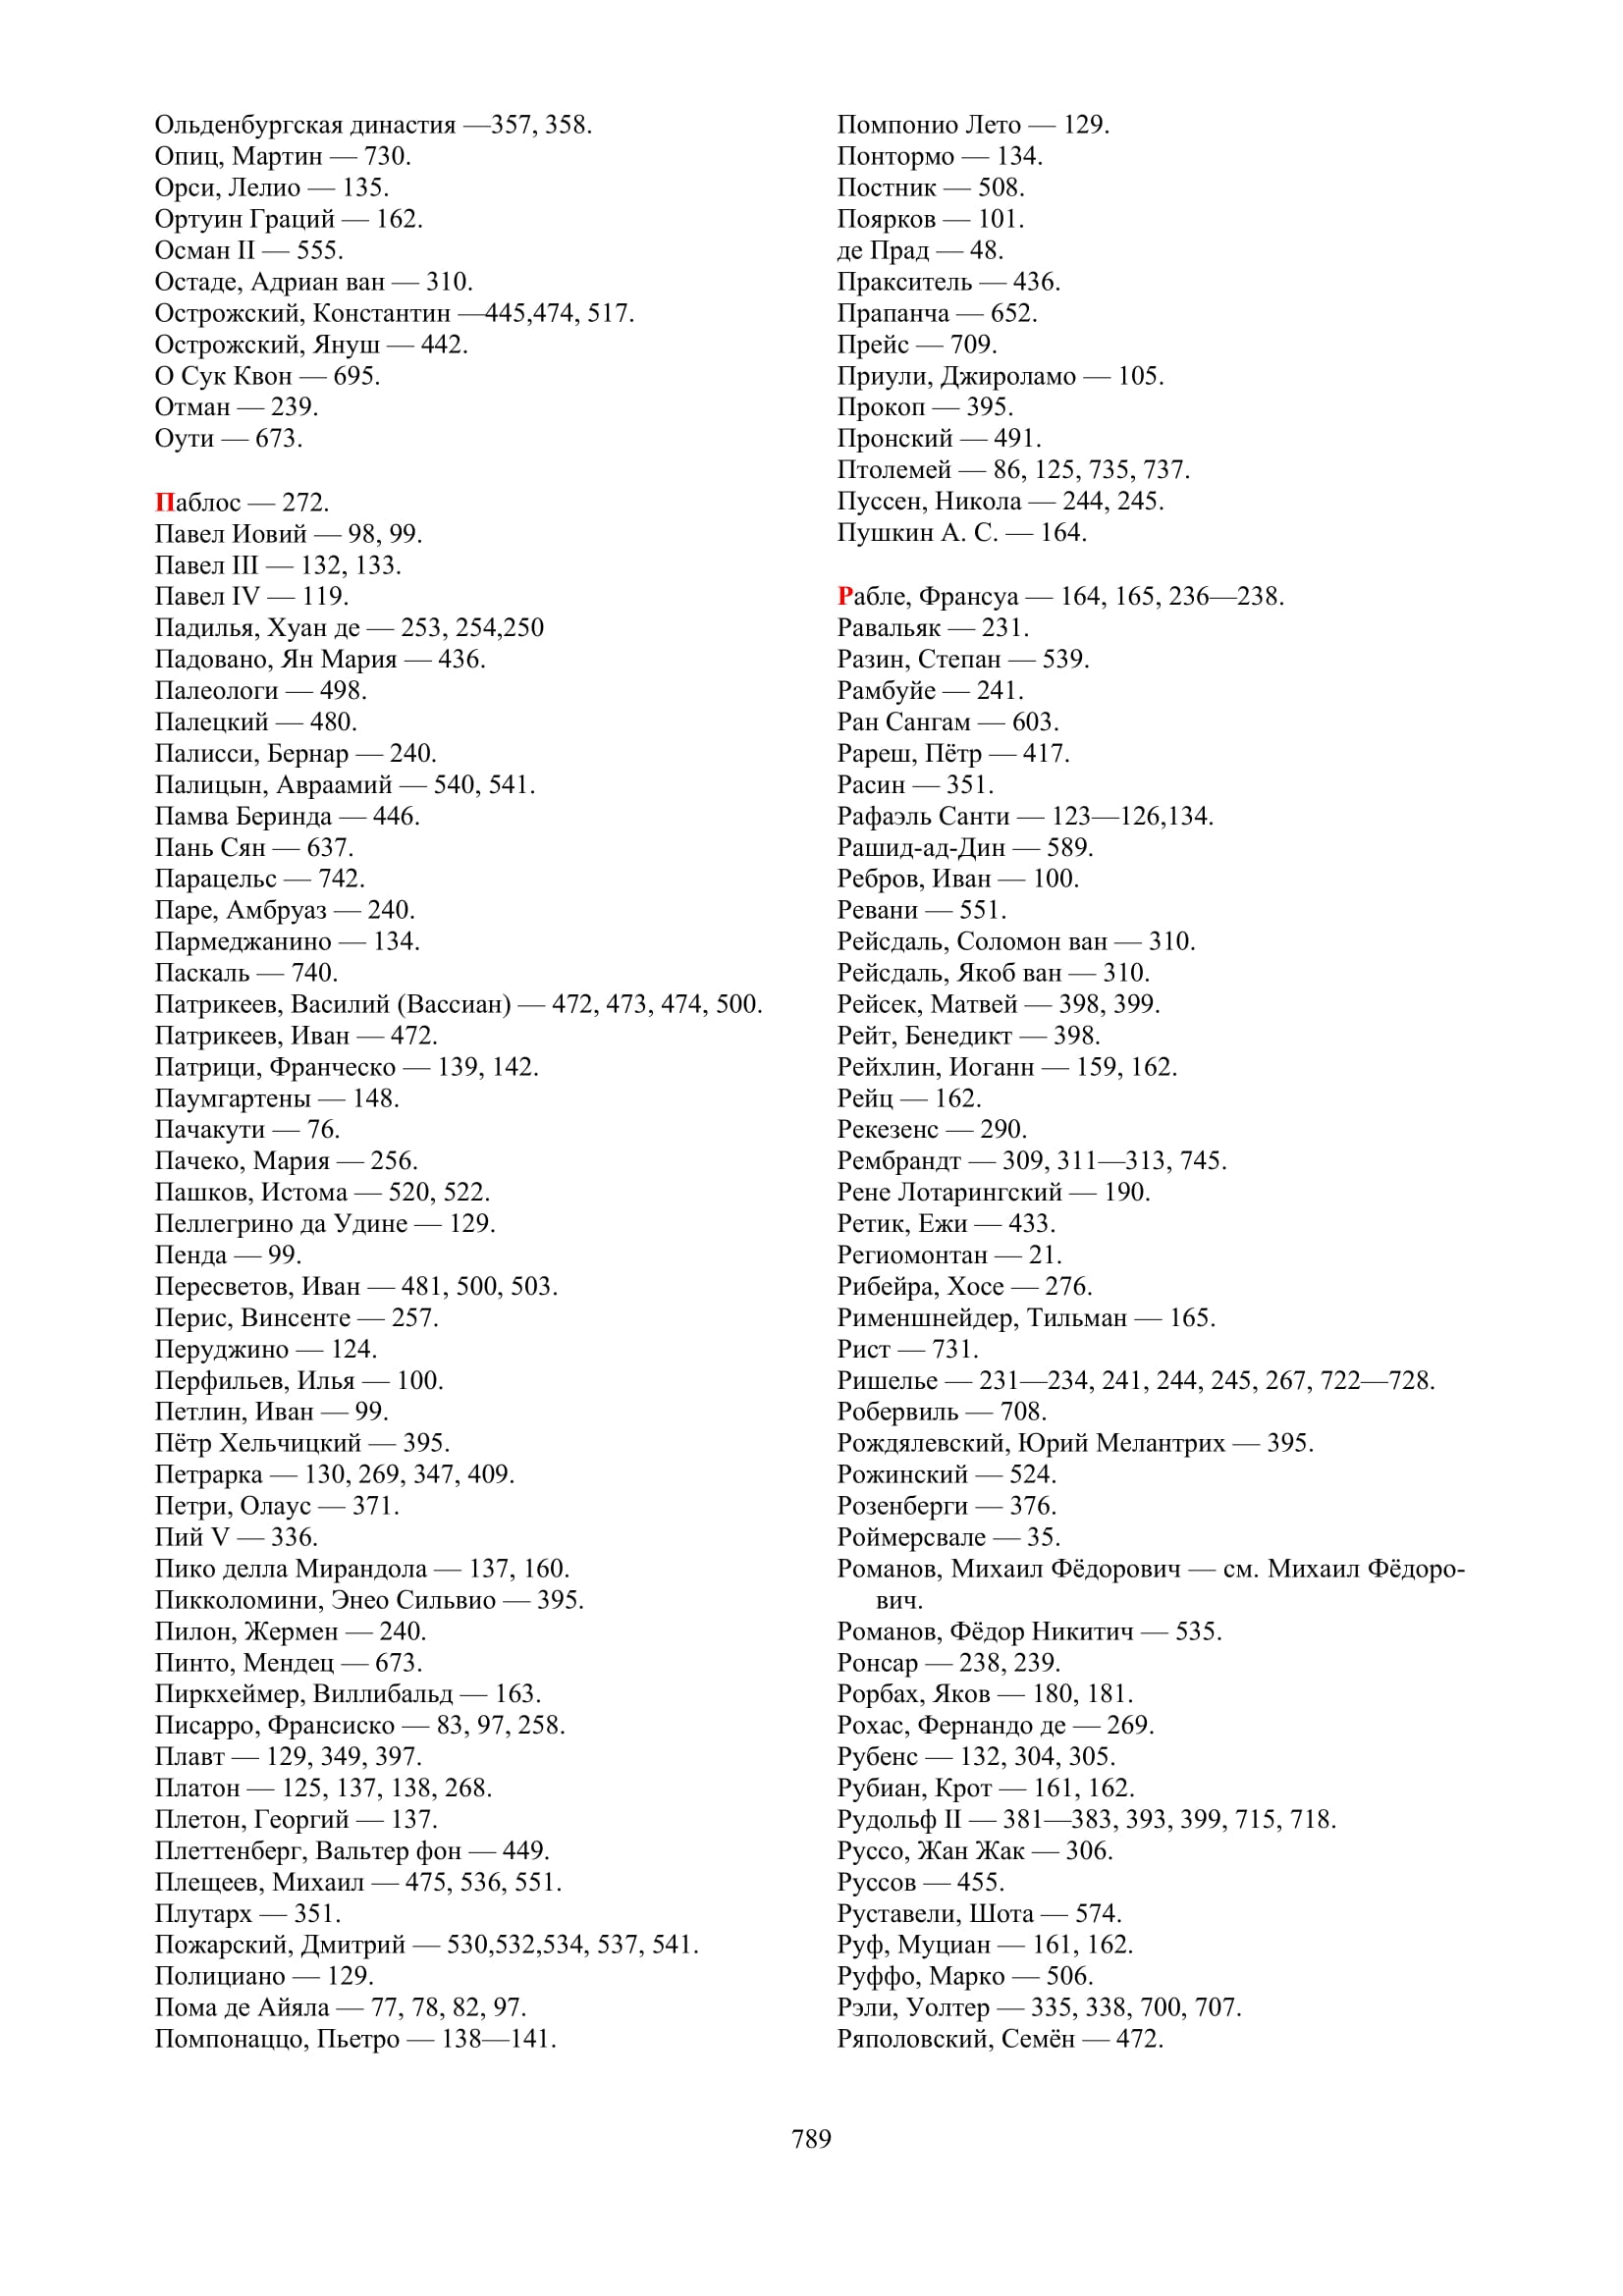 Ольденбургская династия —357, 358.
Опиц, Мартин — 730.
Орси, Лелио — 135.
Ортуин Граций — 162.
Осман II — 555.
Остаде, Адриан ван — 310.
Острожский, Константин —445,474, 517.
Острожский, Януш — 442.
О Сук Квон — 695.
Отман — 239.
Оути — 673.
Паблос — 272.
Павел Иовий — 98, 99.
Павел III — 132, 133.
Павел IV — 119.
Падилья, Хуан де — 253, 254,250
Падовано, Ян Мария — 436.
Палеологи — 498.
Палецкий — 480.
Палисси, Бернар — 240.
Палицын, Авраамий — 540, 541.
Памва Беринда — 446.
Пань Сян — 637.
Парацельс — 742.
Паре, Амбруаз — 240.
Пармеджанино — 134.
Паскаль — 740.
Патрикеев, Василий (Вассиан) — 472, 473, 474, 500.
Патрикеев, Иван — 472.
Патрици, Франческо — 139, 142.
Паумгартены — 148.
Пачакути — 76.
Пачеко, Мария — 256.
Пашков, Истома — 520, 522.
Пеллегрино да Удине — 129.
Пенда — 99.
Пересветов, Иван — 481, 500, 503.
Перис, Винсенте — 257.
Перуджино — 124.
Перфильев, Илья — 100.
Петлин, Иван — 99.
Пётр Хельчицкий — 395.
Петрарка — 130, 269, 347, 409.
Петри, Олаус — 371.
Пий V — 336.
Пико делла Мирандола — 137, 160.
Пикколомини, Энео Сильвио — 395.
Пилон, Жермен — 240.
Пинто, Мендец — 673.
Пиркхеймер, Виллибальд — 163.
Писарро, Франсиско — 83, 97, 258.
Плавт — 129, 349, 397.
Платон — 125, 137, 138, 268.
Плетон, Георгий — 137.
Плеттенберг, Вальтер фон — 449.
Плещеев, Михаил — 475, 536, 551.
Плутарх — 351.
Пожарский, Дмитрий — 530,532,534, 537, 541.
Полициано — 129.
Пома де Айяла — 77, 78, 82, 97.
Помпонаццо, Пьетро — 138—141.
Помпонио Лето — 129.
Понтормо — 134.
Постник — 508.
Поярков — 101.
де Прад — 48.
Пракситель — 436.
Прапанча — 652.
Прейс — 709.
Приули, Джироламо — 105.
Прокоп — 395.
Пронский — 491.
Птолемей — 86, 125, 735, 737.
Пуссен, Никола — 244, 245.
Пушкин А. С. — 164.
Рабле, Франсуа — 164, 165, 236—238.
Равальяк — 231.
Разин, Степан — 539.
Рамбуйе — 241.
Ран Сангам — 603.
Рареш, Пётр — 417.
Расин — 351.
Рафаэль Санти — 123—126,134.
Рашид-ад-Дин — 589.
Ребров, Иван — 100.
Ревани — 551.
Рейсдаль, Соломон ван — 310.
Рейсдаль, Якоб ван — 310.
Рейсек, Матвей — 398, 399.
Рейт, Бенедикт — 398.
Рейхлин, Иоганн — 159, 162.
Рейц — 162.
Рекезенс — 290.
Рембрандт — 309, 311—313, 745.
Рене Лотарингский — 190.
Ретик, Ежи — 433.
Региомонтан — 21.
Рибейра, Хосе — 276.
Рименшнейдер, Тильман — 165.
Рист — 731.
Ришелье — 231—234, 241, 244, 245, 267, 722—728.
Робервиль — 708.
Рождялевский, Юрий Мелантрих — 395.
Рожинский — 524.
Розенберги — 376.
Роймерсвале — 35.
Романов, Михаил Фёдорович — см. Михаил Фёдоро-
вич.
Романов, Фёдор Никитич — 535.
Ронсар — 238, 239.
Рорбах, Яков — 180, 181.
Рохас, Фернандо де — 269.
Рубенс — 132, 304, 305.
Рубиан, Крот — 161, 162.
Рудольф II — 381—383, 393, 399, 715, 718.
Руссо, Жан Жак — 306.
Руссов — 455.
Руставели, Шота — 574.
Руф, Муциан — 161, 162.
Руффо, Марко — 506.
Рэли, Уолтер — 335, 338, 700, 707.
Ряполовский, Семён — 472.
789